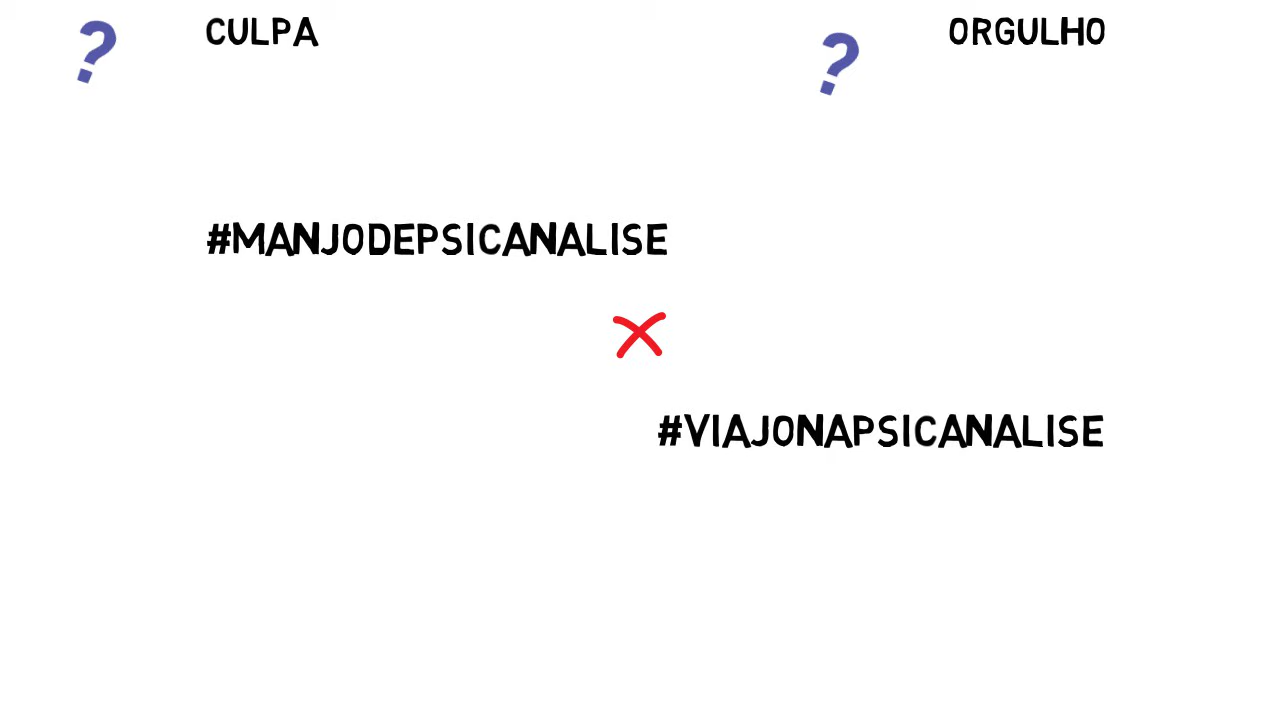 ? CULPA
? ORGULHO
#MANJODEPSICANALISE
X
#VIAJONAPSICANALISE